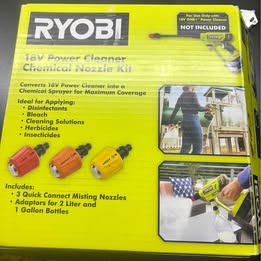 RYOBI
For Use Only with
18V ONE+ Power Cleaner
NOT INCLUDED
18V Power Cleaner
Chemical Nozzle Kit
Converts 18V Power Cleaner into a
Chemical Sprayer for Maximum Coverage
Ideal for Applying:
• Disinfectants
• Bleach
• Cleaning Solutions
• Herbicides
• Insecticides
Includes:
• 3 Quick Connect Misting Nozzles
• Adaptors for 2 Liter and
1 Gallon Bottles